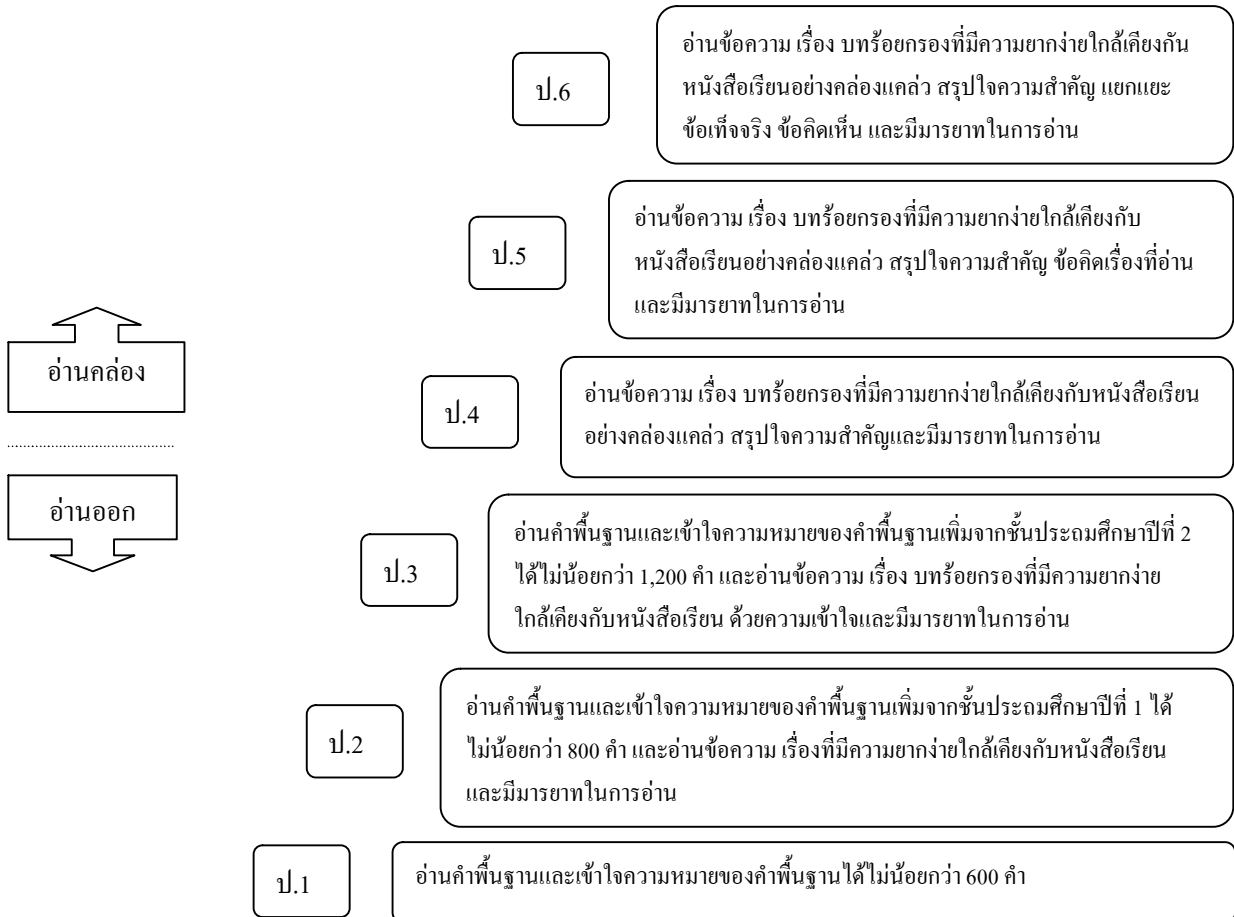 ป.6
อ่านข้อความ เรื่อง บทร้อยกรองที่มีความยากง่ายใกล้เคียงกัน
หนังสือเรียนอย่างคล่องแคล่ว สรุปใจความสำคัญ แยกแยะ
ข้อเท็จจริง ข้อคิดเห็น และมีมารยาทในการอ่าน
ป.5
อ่านข้อความ เรื่อง บทร้อยกรองที่มีความยากง่ายใกล้เคียงกับ
หนังสือเรียนอย่างคล่องแคล่ว สรุปใจความสำคัญ ข้อคิดเรื่องที่อ่าน
และมีมารยาทในการอ่าน
อ่านคล่อง
ป.4
อ่านข้อความ เรื่อง บทร้อยกรองที่มีความยากง่ายใกล้เคียงกับหนังสือเรียน
อย่างคล่องแคล่ว สรุปใจความสำคัญและมีมารยาทในการอ่าน
อ่านออก
ป.3
อ่านคำพื้นฐานและเข้าใจความหมายของคำพื้นฐานเพิ่มจากชั้นประถมศึกษาปีที่ 2
ได้ไม่น้อยกว่า 1,200 คำ และอ่านข้อความ เรื่อง บทร้อยกรองที่มีความยากง่าย
ใกล้เคียงกับหนังสือเรียน ด้วยความเข้าใจและมีมารยาทในการอ่าน
ป.2
อ่านคำพื้นฐานและเข้าใจความหมายของคำพื้นฐานเพิ่มจากชั้นประถมศึกษาปีที่ 1 ได้
ไม่น้อยกว่า 800 คำ และอ่านข้อความ เรื่องที่มีความยากง่ายใกล้เคียงกับหนังสือเรียน
และมีมารยาทในการอ่าน
ป.1
อ่านคำพื้นฐานและเข้าใจความหมายของคำพื้นฐานได้ไม่น้อยกว่า 600 คำ